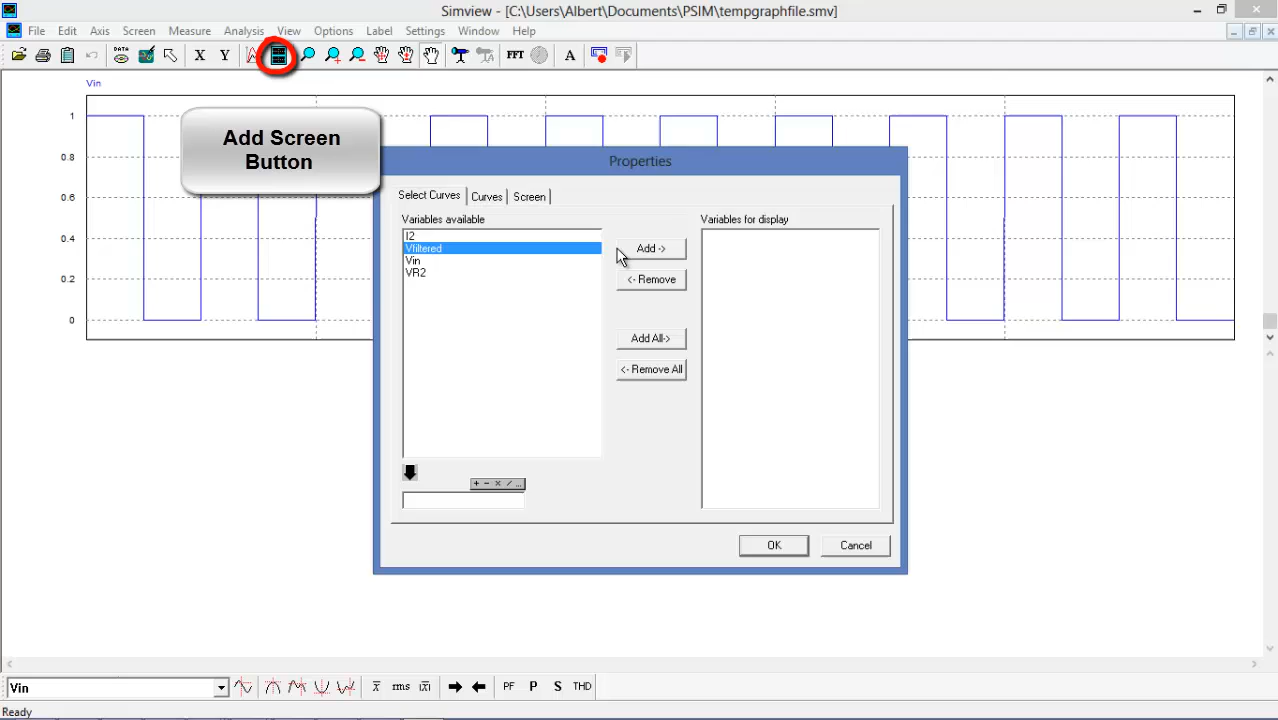 Simview - [C:\Users\Albert\Documents\PSIM\tempgraphfile.smv]
File Edit Axis Screen Measure Analysis View Options Label Settings Window Help
DATA X Y FFT A
Vin
1
0.8
0.6
0.4
0.2
0
Add Screen
Button
Properties
Select Curves Curves Screen
Variables available
Variables for display
I2
Vfiltered
Vin
VR2
Add ->
<- Remove
Add All->
<- Remove All
+ - × / ...
OK Cancel
Vin
x rms |x| PF P S THD
Ready